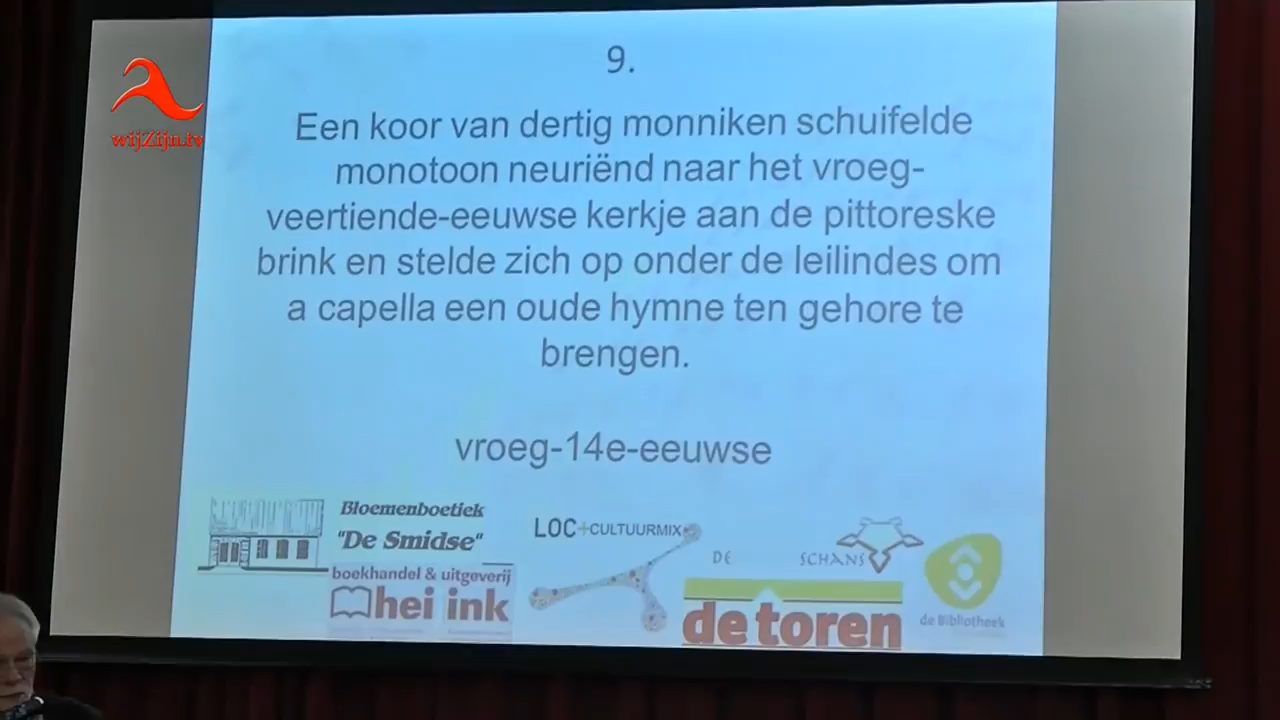 wijZijn.tv
9.
Een koor van dertig monniken schuifelde
monotoon neuriënd naar het vroeg-
veertiende-eeuwse kerkje aan de pittoreske
brink en stelde zich op onder de leilindes om
a capella een oude hymne ten gehore te
brengen.
vroeg-14e-eeuwse
Bloemenboetiek
"De Smidse"
boekhandel & uitgeverij
heiink
LOC+CULTUURMIX
DE SCHANS
de toren
de Bibliotheek